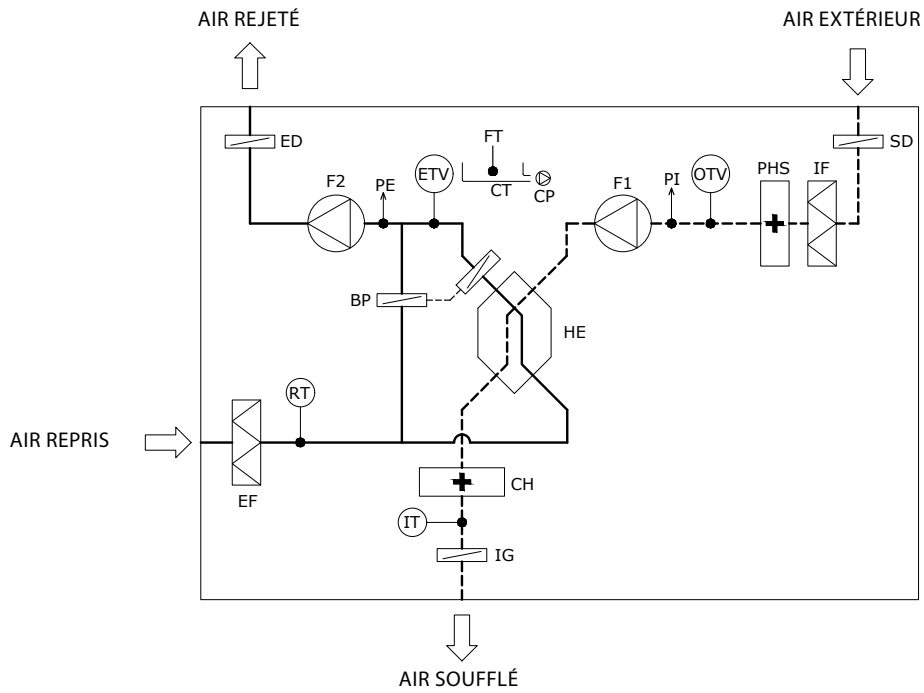 AIR REJETÉ
AIR EXTÉRIEUR
ED
FT
SD
F2
PE
ETV
CT
CP
F1
PI
OTV
PHS
IF
BP
HE
RT
AIR REPRIS
EF
CH
IT
IG
AIR SOUFFLÉ